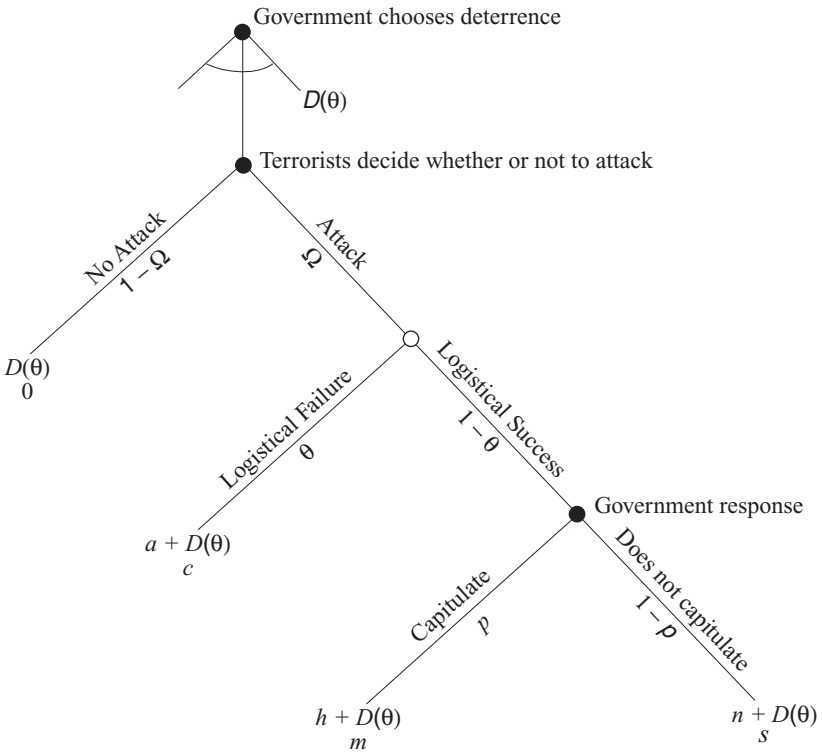 Government chooses deterrence
D(θ)
Terrorists decide whether or not to attack
No Attack
1 – Ω
Attack
Ω
D(θ)
0
Logistical Failure
θ
Logistical Success
1 – θ
a + D(θ)
c
Government response
Capitulate
p
Does not capitulate
1 – p
h + D(θ)
m
n + D(θ)
s